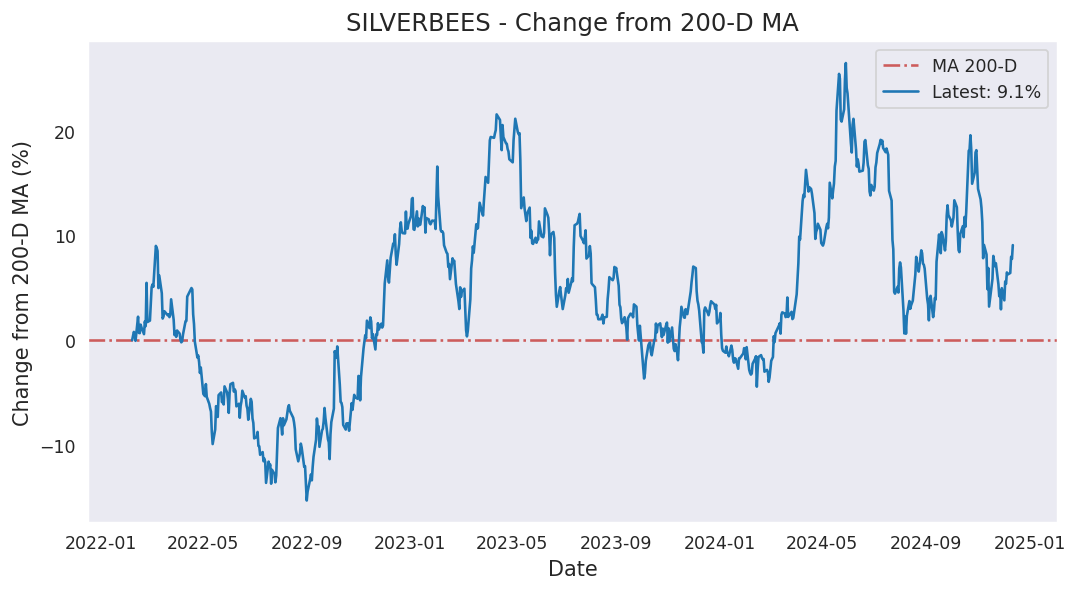 SILVERBEES - Change from 200-D MA
MA 200-D
Latest: 9.1%
Change from 200-D MA (%)
20
10
0
−10
2022-01 2022-05 2022-09 2023-01 2023-05 2023-09 2024-01 2024-05 2024-09 2025-01
Date